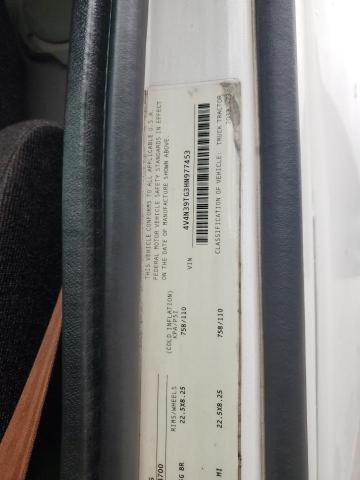 THIS VEHICLE CONFORMS TO ALL APPLICABLE U.S.A.
FEDERAL MOTOR VEHICLE SAFETY STANDARDS IN EFFECT
ON THE DATE OF MANUFACTURE SHOWN ABOVE.
RIMS/WHEELS (COLD INFLATION)
KPA/PSI
22.5X8.25 758/110
VIN 4V4N39TG3HN977453
22.5X8.25 758/110
CLASSIFICATION OF VEHICLE: TRUCK TRACTOR